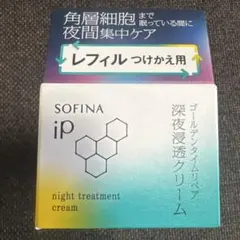 角層細胞まで
眠っている間に
夜間集中ケア
レフィル つけかえ用
SOFINA
iP
night treatment
cream
ゴールデンタイムリペア
深夜浸透クリーム